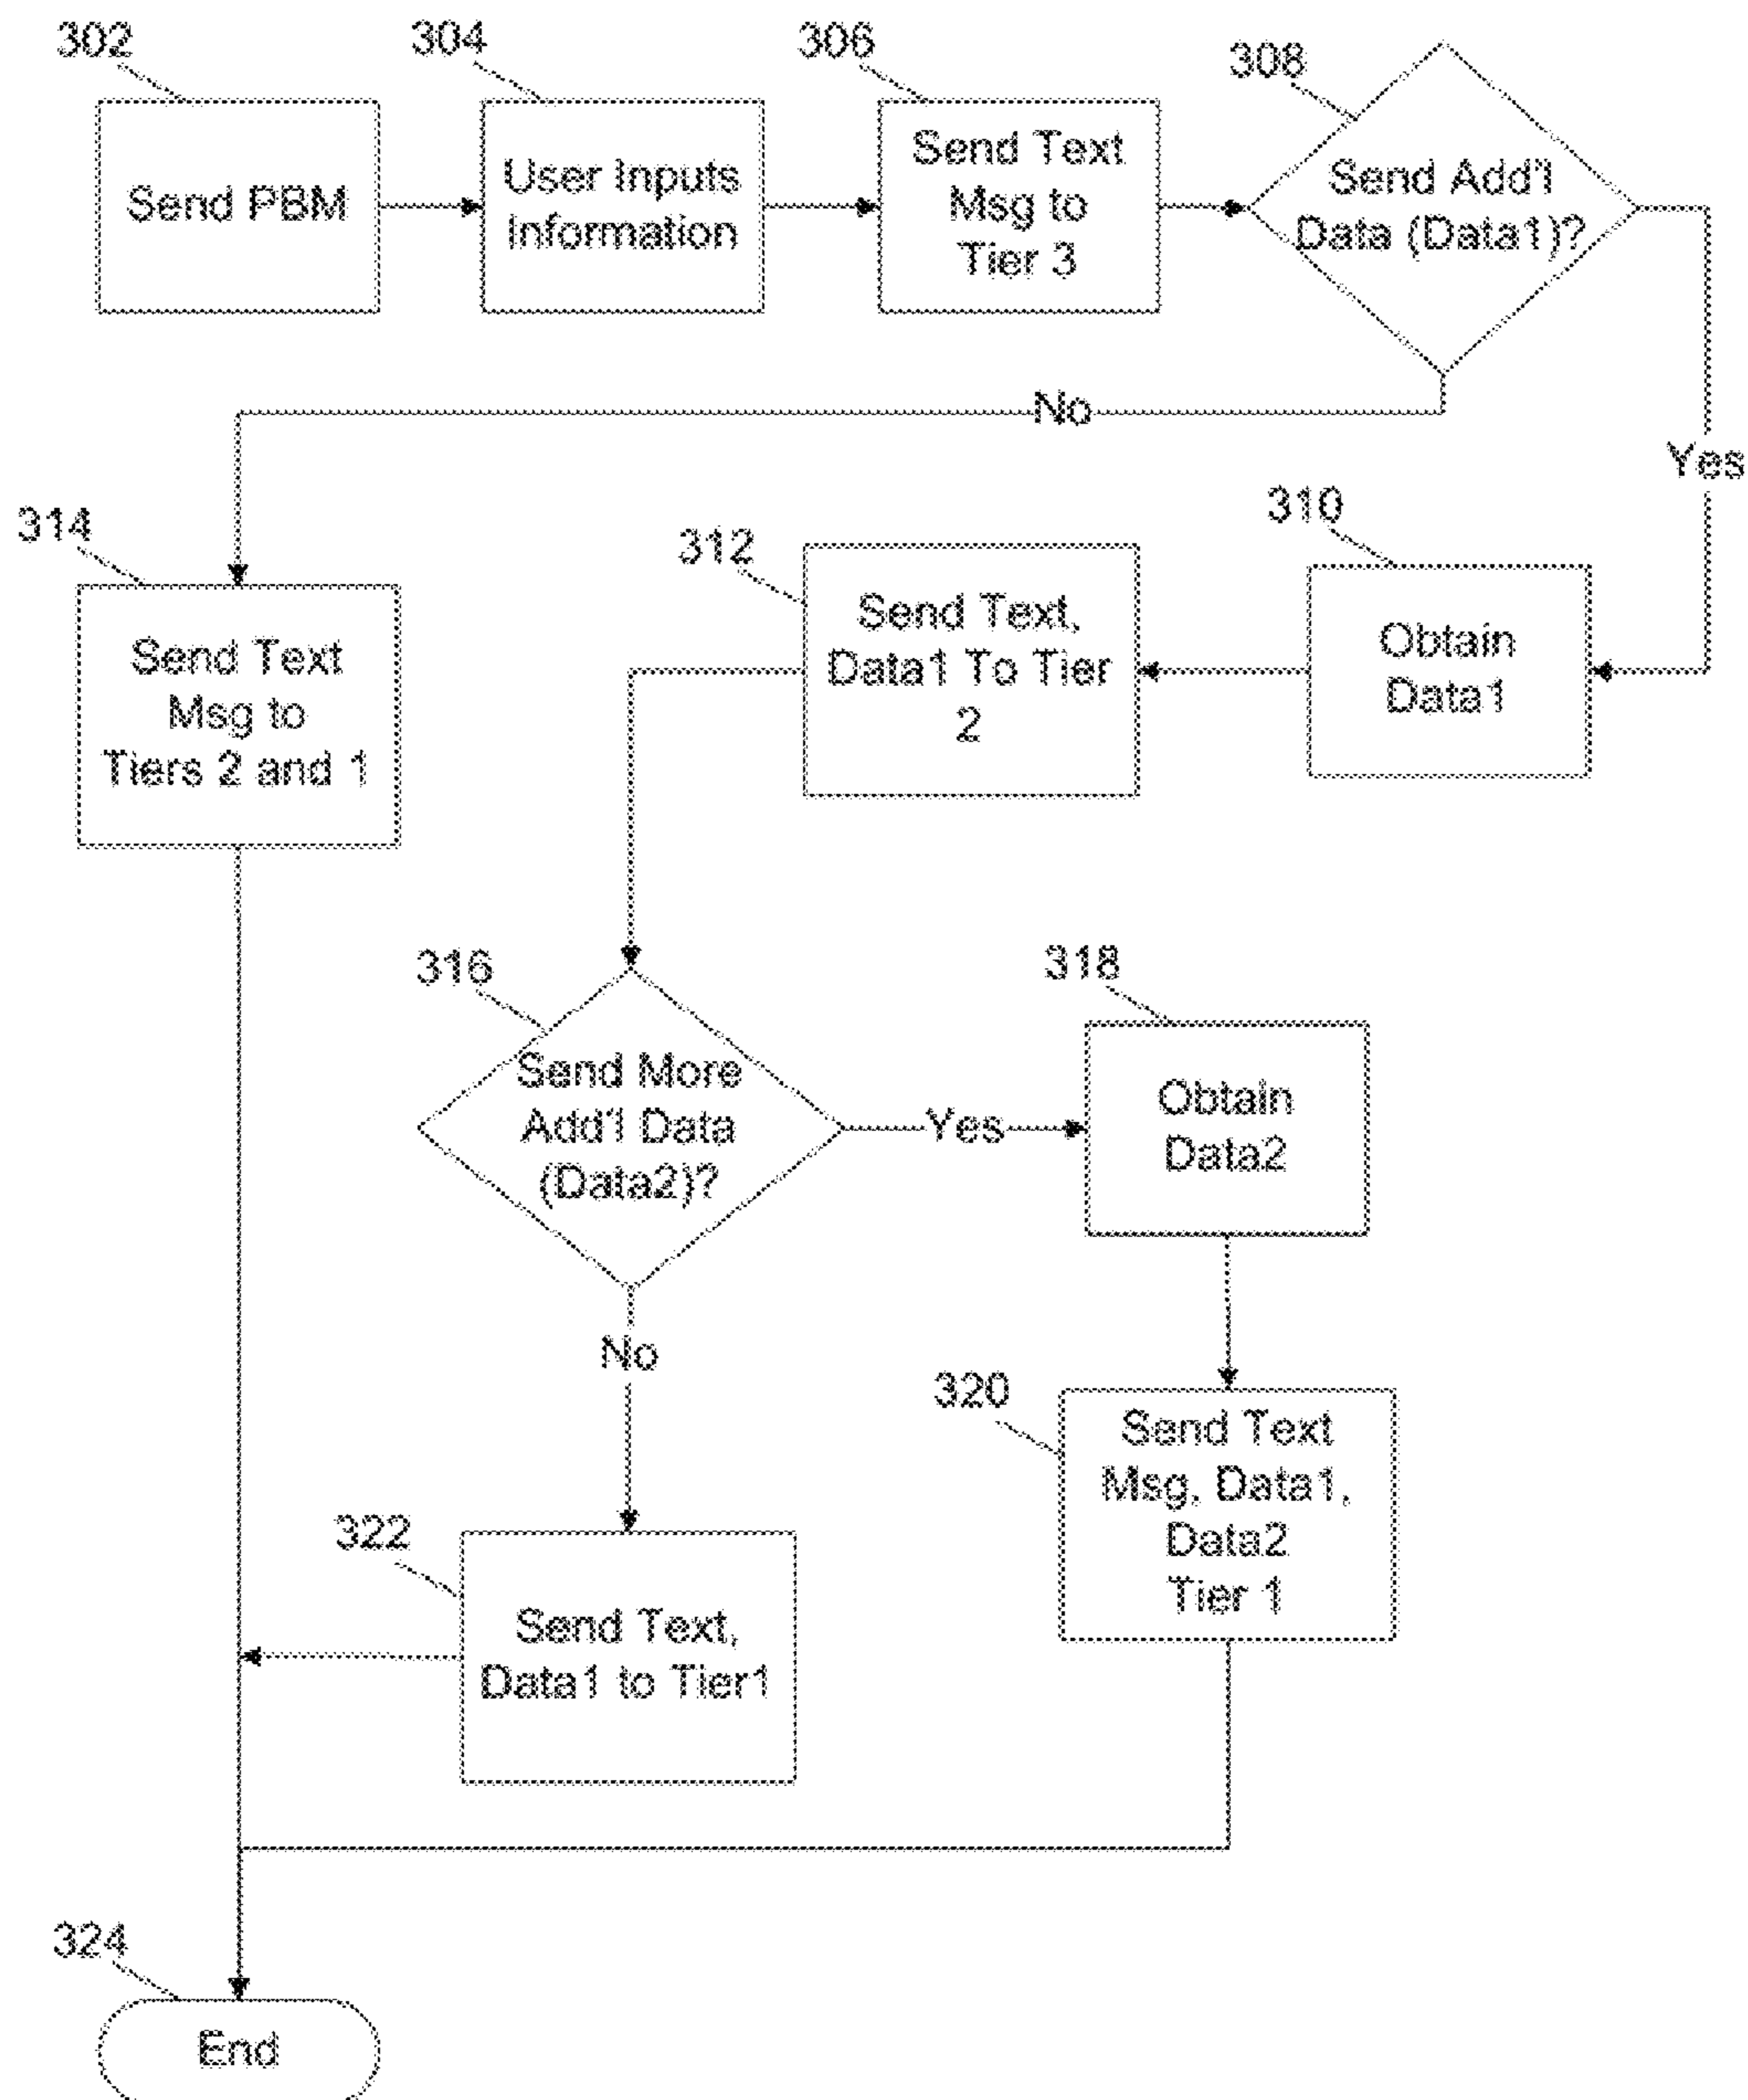 302
304
306
308
Send PBM
User Inputs
Information
Send Text
Msg to
Tier 3
Send Add'l
Data (Data1)?
No
Yes
314
312
310
Send Text
Msg to
Tiers 2 and 1
Send Text,
Data1 To Tier
2
Obtain
Data1
316
318
Send More
Add'l Data
(Data2)?
Yes
Obtain
Data2
No
320
Send Text
Msg, Data1,
Data2
Tier 1
322
Send Text,
Data1 to Tier1
324
End